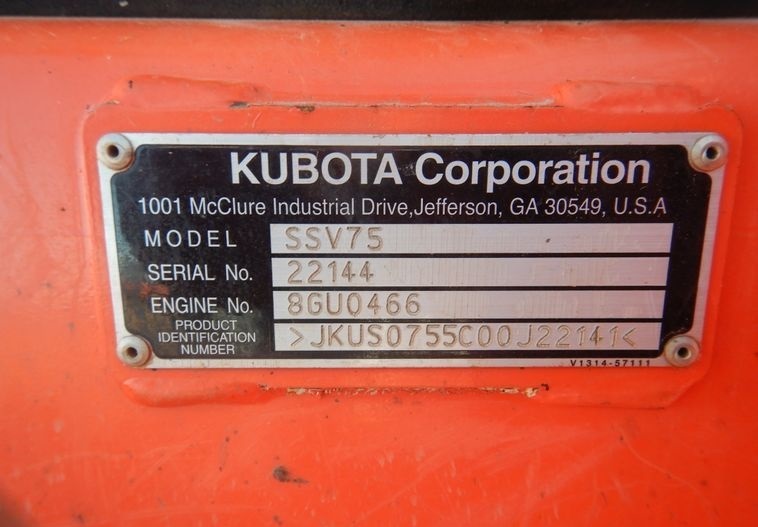 KUBOTA Corporation
1001 McClure Industrial Drive,Jefferson, GA 30549, U.S.A
MODEL SSV75
SERIAL No. 22144
ENGINE No. 8GU0466
PRODUCT
IDENTIFICATION
NUMBER >JKUS0755C00J22141<
V1314-57111